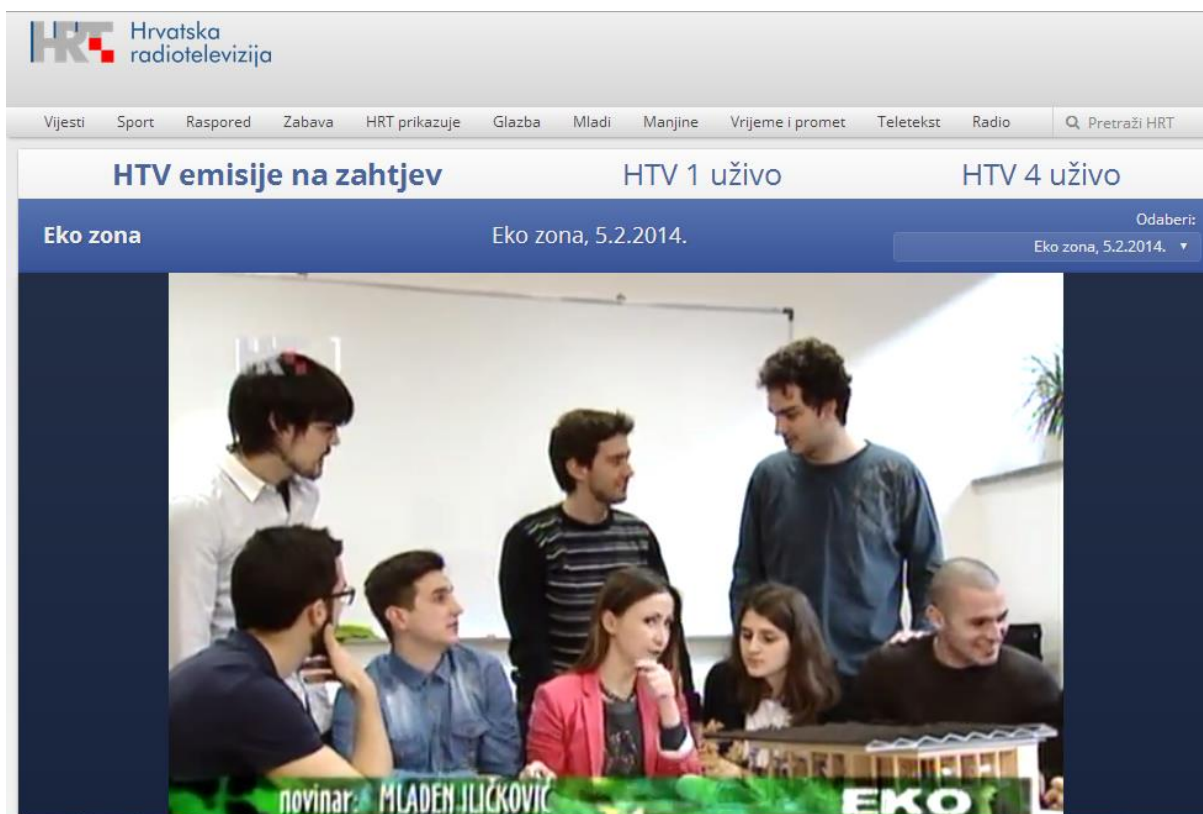 HRT Hrvatska
radiotelevizija
Vijesti Sport Raspored Zabava HRT prikazuje Glazba Mladi Manjine Vrijeme i promet Teletekst Radio Pretraži HRT
HTV emisije na zahtjev HTV 1 uživo HTV 4 uživo
Odaberi:
Eko zona Eko zona, 5.2.2014. Eko zona, 5.2.2014.
novinar: MLADEN ILIČKOVIĆ EKO